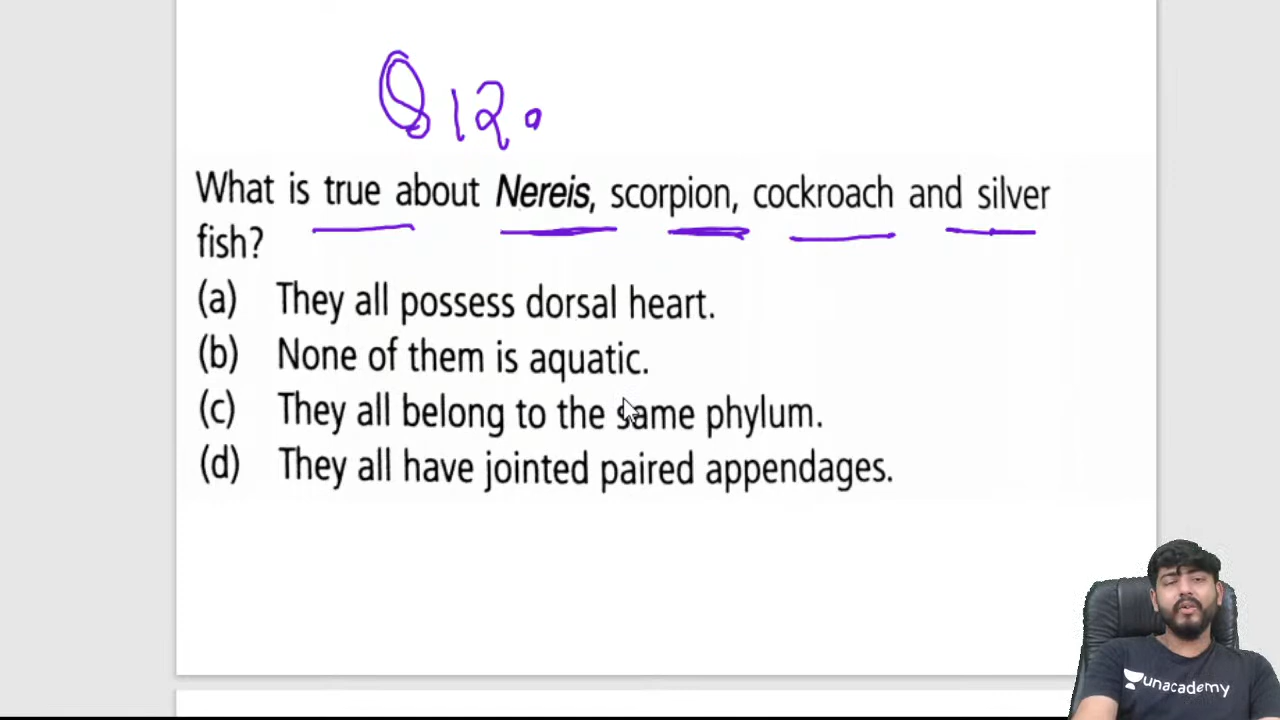 Q 12.
What is true about Nereis, scorpion, cockroach and silver
fish?
(a) They all possess dorsal heart.
(b) None of them is aquatic.
(c) They all belong to the same phylum.
(d) They all have jointed paired appendages.
unacademy